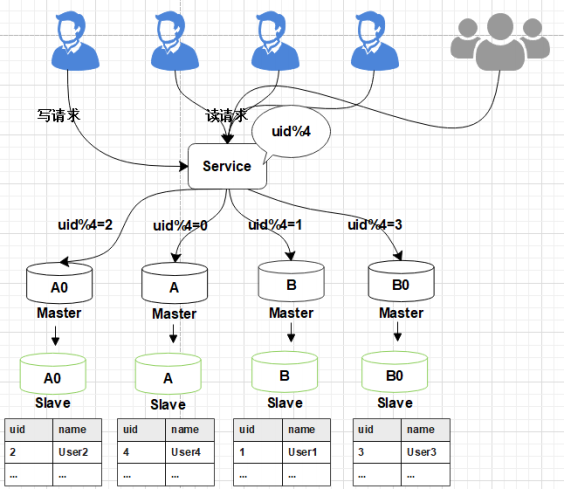 写请求
读请求
uid%4
Service
uid%4=2
uid%4=0
uid%4=1
uid%4=3
A0
A
B
B0
Master
Master
Master
Master
A0
A
B
B0
Slave
Slave
Slave
Slave
uid name
2 User2
... ...
uid name
4 User4
... ...
uid name
1 User1
... ...
uid name
3 User3
... ...